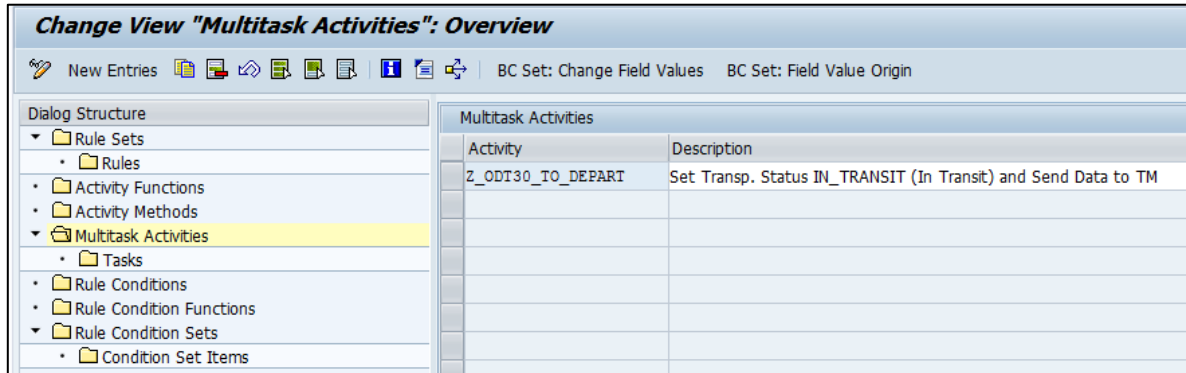 Change View "Multitask Activities": Overview
New Entries BC Set: Change Field Values BC Set: Field Value Origin
Dialog Structure
Rule Sets
Rules
Activity Functions
Activity Methods
Multitask Activities
Tasks
Rule Conditions
Rule Condition Functions
Rule Condition Sets
Condition Set Items
Multitask Activities
Activity Description
Z_ODT30_TO_DEPART Set Transp. Status IN_TRANSIT (In Transit) and Send Data to TM